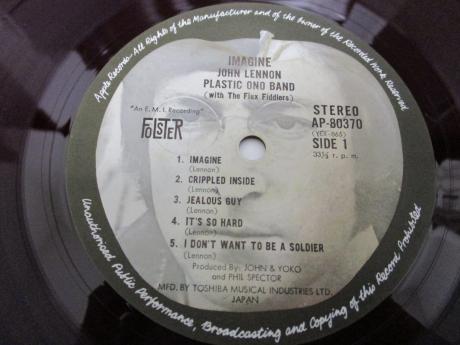 Apple Records-All Rights of the Manufacturer and of the Owner of the Recorded Work Reserved
IMAGINE
JOHN LENNON
PLASTIC ONO BAND
(with The Flux Fiddlers)
"An E.M.I. Recording"
FOLSTER
STEREO
AP-80370
(YEX-865)
SIDE 1
33⅓ r.p.m.
1. IMAGINE
(Lennon)
2. CRIPPLED INSIDE
(Lennon)
3. JEALOUS GUY
(Lennon)
4. IT'S SO HARD
(Lennon)
5. I DON'T WANT TO BE A SOLDIER
(Lennon)
Produced By: JOHN & YOKO
and PHIL SPECTOR
MFD. BY TOSHIBA MUSICAL INDUSTRIES LTD.
JAPAN
Unauthorised Public Performance, Broadcasting and Copying of this Record Prohibited